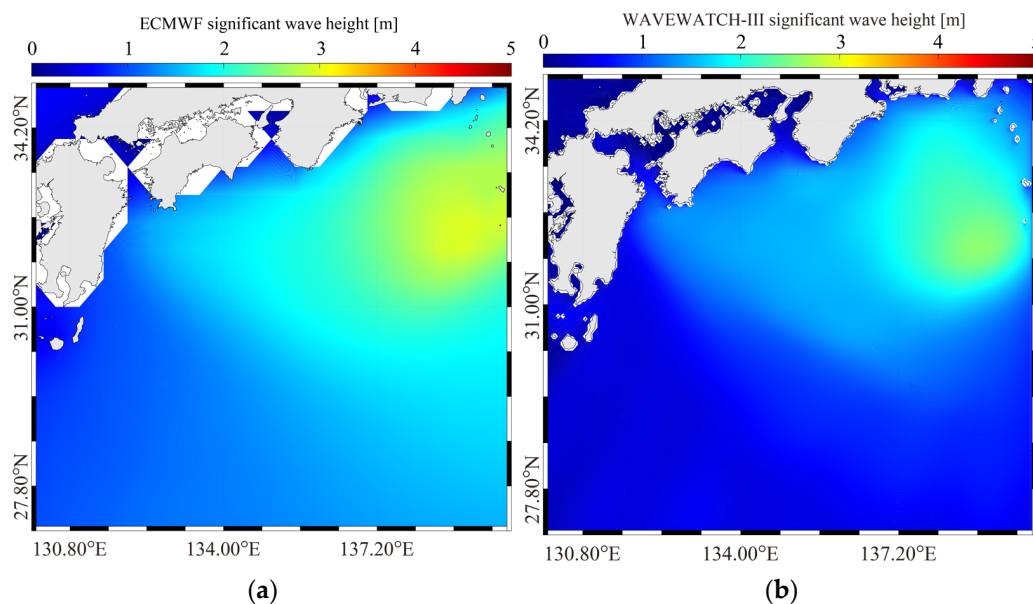 ECMWF significant wave height [m]
0 1 2 3 4 5
34.20°N
31.00°N
27.80°N
130.80°E 134.00°E 137.20°E
(a)
WAVEWATCH-III significant wave height [m]
0 1 2 3 4
34.20°N
31.00°N
27.80°N
130.80°E 134.00°E 137.20°E
(b)